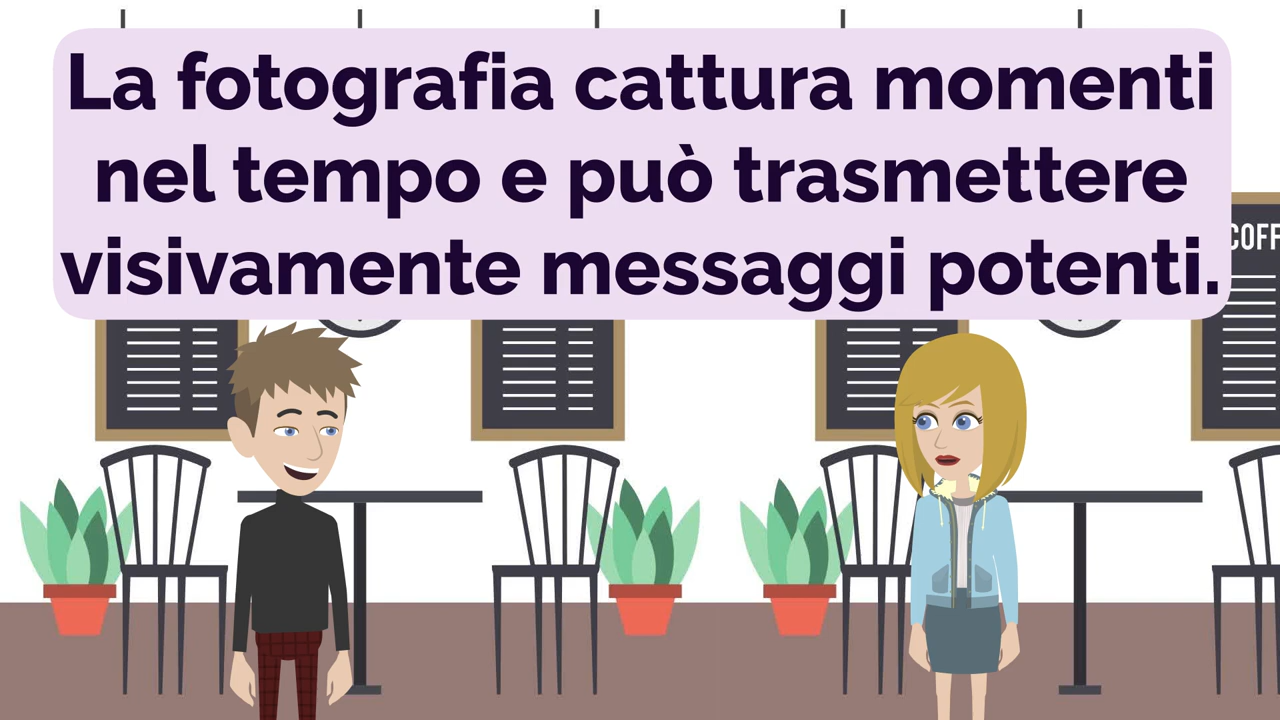 La fotografia cattura momenti
nel tempo e può trasmettere
visivamente messaggi potenti.